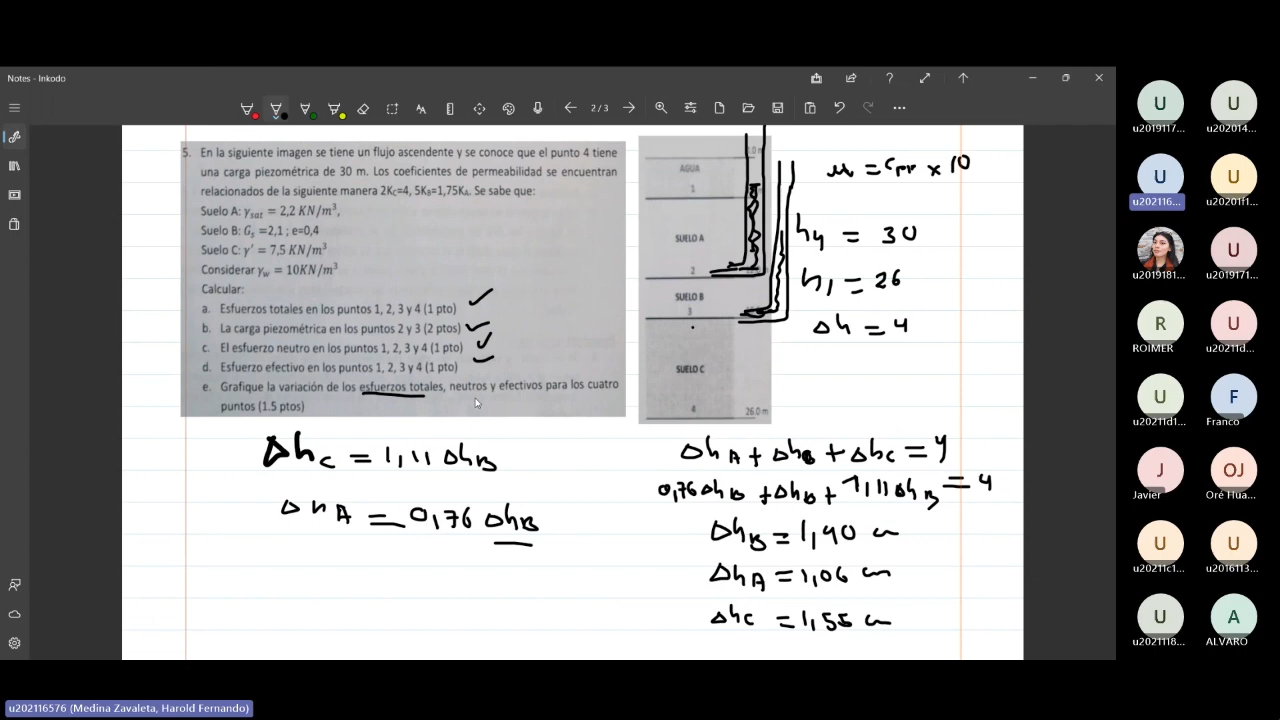 Notes - Inkodo
2/3
5. En la siguiente imagen se tiene un flujo ascendente y se conoce que el punto 4 tiene
una carga piezométrica de 30 m. Los coeficientes de permeabilidad se encuentran
relacionados de la siguiente manera 2Kc=4, 5KB=1,75KA. Se sabe que:
Suelo A: γsat = 2,2 KN/m³,
Suelo B: Gs =2,1 ; e=0,4
Suelo C: γ' = 7,5 KN/m³
Considerar γw = 10KN/m³
Calcular:
a. Esfuerzos totales en los puntos 1, 2, 3 y 4 (1 pto)
b. La carga piezométrica en los puntos 2 y 3 (2 ptos)
c. El esfuerzo neutro en los puntos 1, 2, 3 y 4 (1 pto)
d. Esfuerzo efectivo en los puntos 1, 2, 3 y 4 (1 pto)
e. Grafique la variación de los esfuerzos totales, neutros y efectivos para los cuatro
puntos (1.5 ptos)
AGUA
1
SUELO A
2
SUELO B
3
SUELO C
4
26.0 m
h4 = 30
h1 = 26
Δh = 4
Δhc = 1,11 ΔhB
ΔhA = 0,76 ΔhB
ΔhA + ΔhB + Δhc = 4
0,76 ΔhB + ΔhB + 1,11 ΔhB = 4
ΔhB = 1,40 m
ΔhA = 1,06 m
Δhc = 1,55 m
U
u2019117...
U
u202014...
U
u202116...
U
u20201f1...
u2019181...
U
u2019171...
R
ROIMER
U
u20211d...
U
u20211d1...
F
Franco
J
Javier
OJ
Oré Hua...
U
u20211c1...
U
u2016113...
U
u2021118...
A
ALVARO
u202116576 (Medina Zavaleta, Harold Fernando)